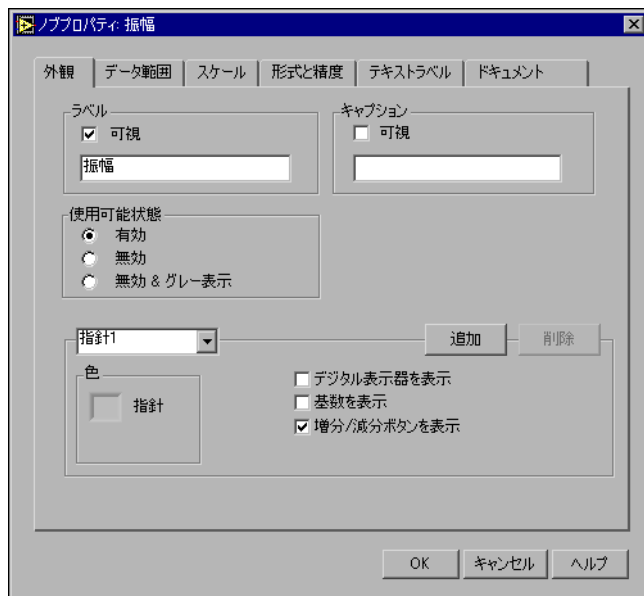 ノブプロパティ: 振幅
外観 データ範囲 スケール 形式と精度 テキストラベル ドキュメント
ラベル キャプション
可視 可視
振幅
使用可能状態
有効
無効
無効 & グレー表示
指針1 追加 削除
色
指針
デジタル表示器を表示
基数を表示
増分/減分ボタンを表示
OK キャンセル ヘルプ